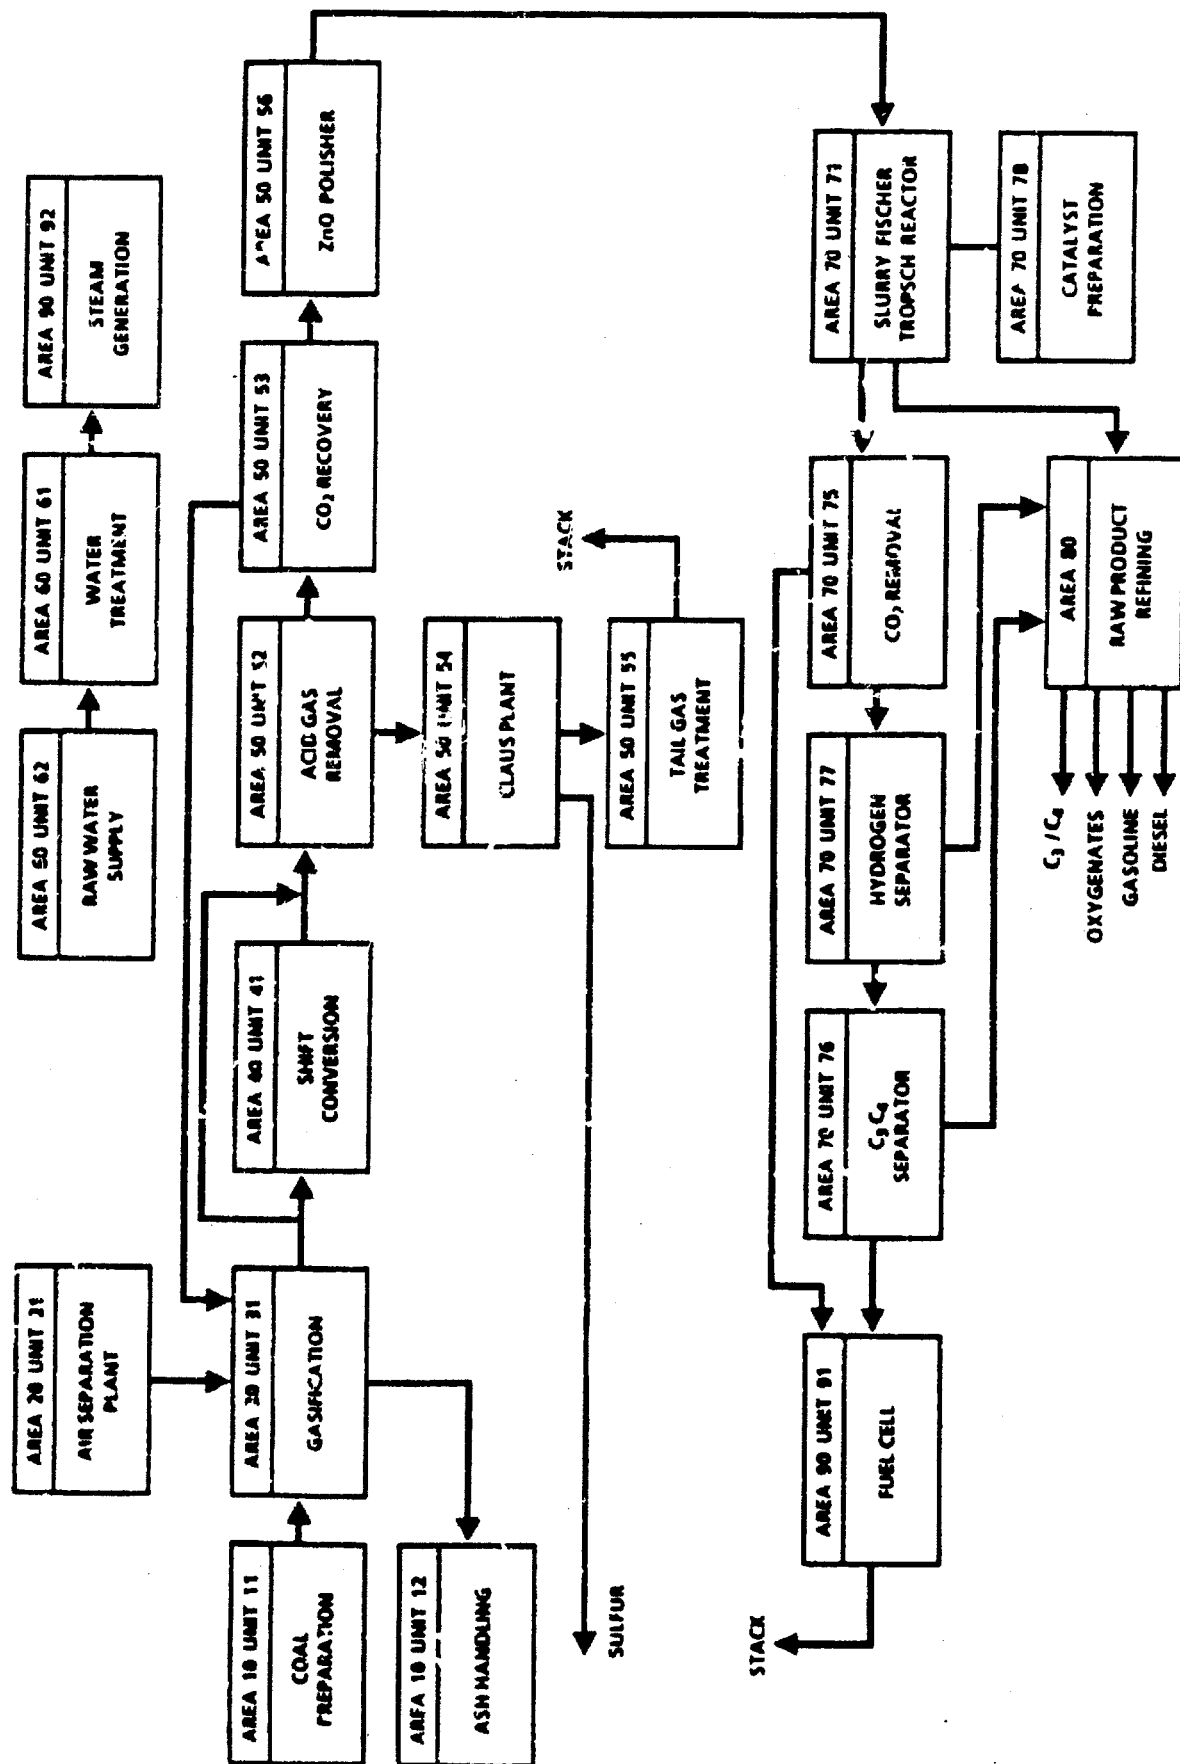 AREA 60 UNIT 62
RAW WATER
SUPPLY
AREA 60 UNIT 61
WATER
TREATMENT
AREA 90 UNIT 92
STEAM
GENERATION
AREA 20 UNIT 21
AIR SEPARATION
PLANT
AREA 10 UNIT 11
COAL
PREPARATION
AREA 30 UNIT 31
GASIFICATION
AREA 40 UNIT 41
SHIFT
CONVERSION
AREA 50 UNIT 52
ACID GAS
REMOVAL
AREA 50 UNIT 53
CO₂ RECOVERY
AREA 50 UNIT 56
ZnO POLISHER
AREA 10 UNIT 12
ASH HANDLING
AREA 50 UNIT 54
CLAUS PLANT
AREA 50 UNIT 55
TAIL GAS
TREATMENT
STACK
SULFUR
STACK
AREA 90 UNIT 91
FUEL CELL
AREA 70 UNIT 76
C₃ C₄
SEPARATOR
AREA 70 UNIT 77
HYDROGEN
SEPARATOR
AREA 70 UNIT 75
CO₂ REMOVAL
AREA 70 UNIT 71
SLURRY FISCHER
TROPSCH REACTOR
AREA 70 UNIT 78
CATALYST
PREPARATION
AREA 80
RAW PRODUCT
REFINING
C₃ / C₄
OXYGENATES
GASOLINE
DIESEL